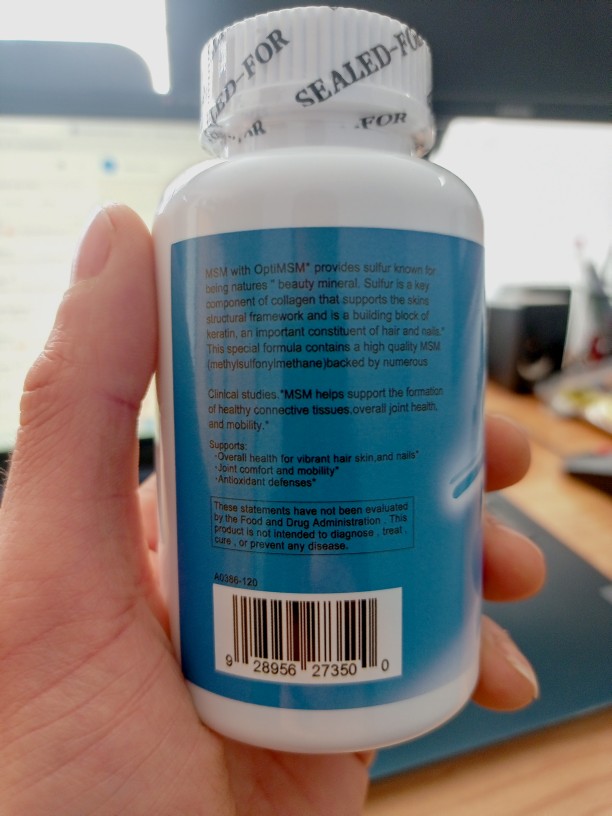 SEALED-FOR
ED-FOR
-FOR
MSM with OptiMSM* provides sulfur known for
being natures " beauty mineral. Sulfur is a key
component of collagen that supports the skins
structural framework and is a building block of
keratin, an important constituent of hair and nails.*
This special formula contains a high quality MSM
(methylsulfonylmethane)backed by numerous
Clinical studies.*MSM helps support the formation
of healthy connective tissues,overall joint health,
and mobility.*
Supports:
·Overall health for vibrant hair skin,and nails*
·Joint comfort and mobility*
·Antioxidant defenses*
These statements have not been evaluated
by the Food and Drug Administration . This
product is not intended to diagnose , treat ,
cure , or prevent any disease.
A0386-120
9 28956 27350 0